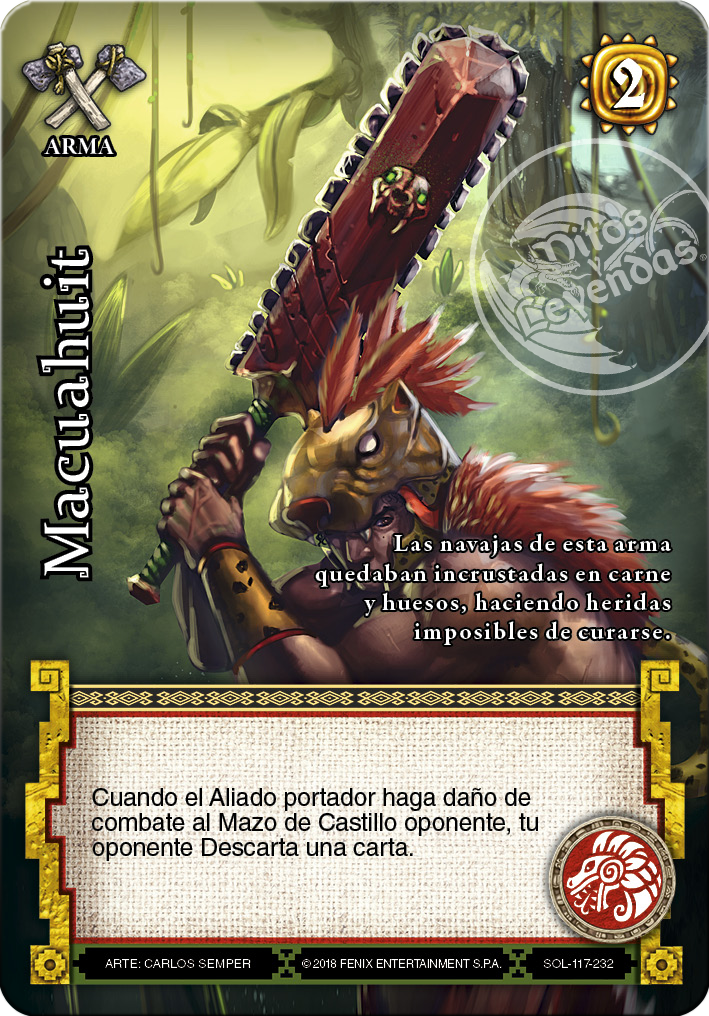 ARMA
2
Mitos
y
Leyendas
Macuahuit
Las navajas de esta arma
quedaban incrustadas en carne
y huesos, haciendo heridas
imposibles de curarse.
Cuando el Aliado portador haga daño de
combate al Mazo de Castillo oponente, tu
oponente Descarta una carta.
ARTE: CARLOS SEMPER
©2018 FENIX ENTERTAINMENT S.P.A.
SOL-117-232